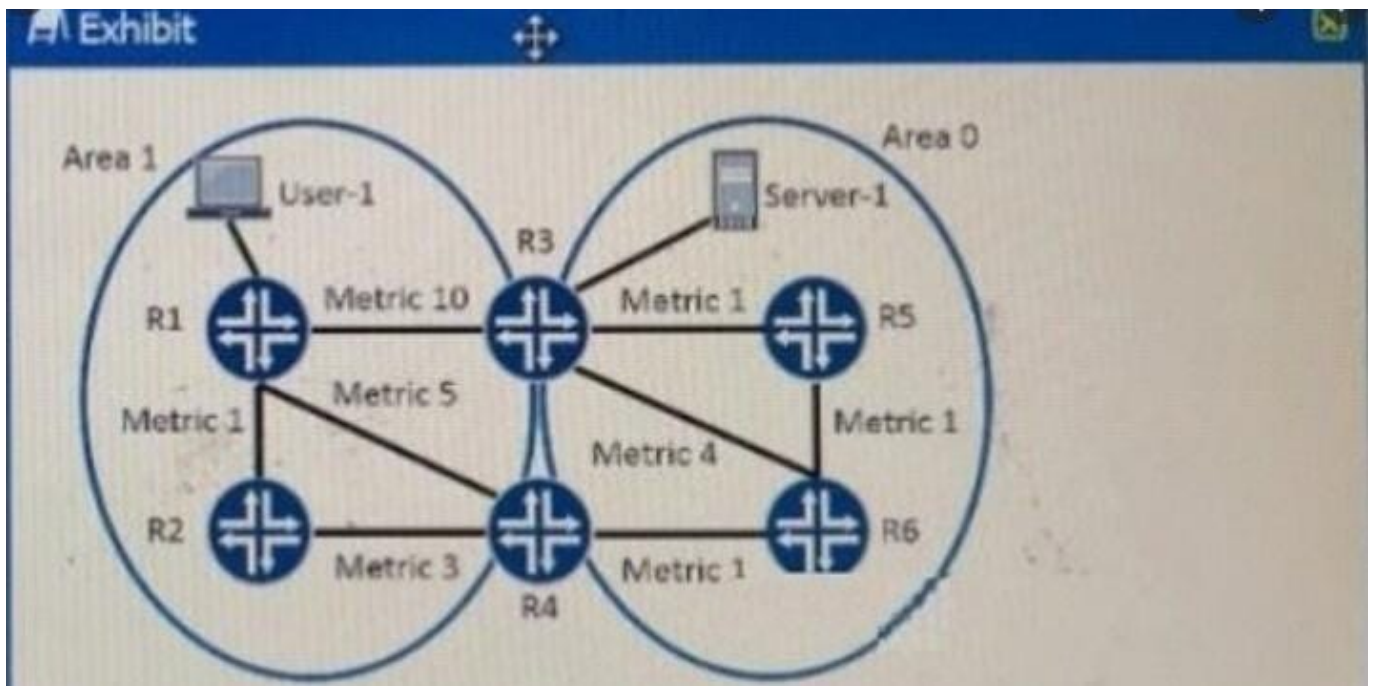 Exhibit
Area 1
Area 0
User-1
Server-1
R3
Metric 10
Metric 1
R1
R5
Metric 5
Metric 1
Metric 1
Metric 4
R2
R6
Metric 3
Metric 1
R4